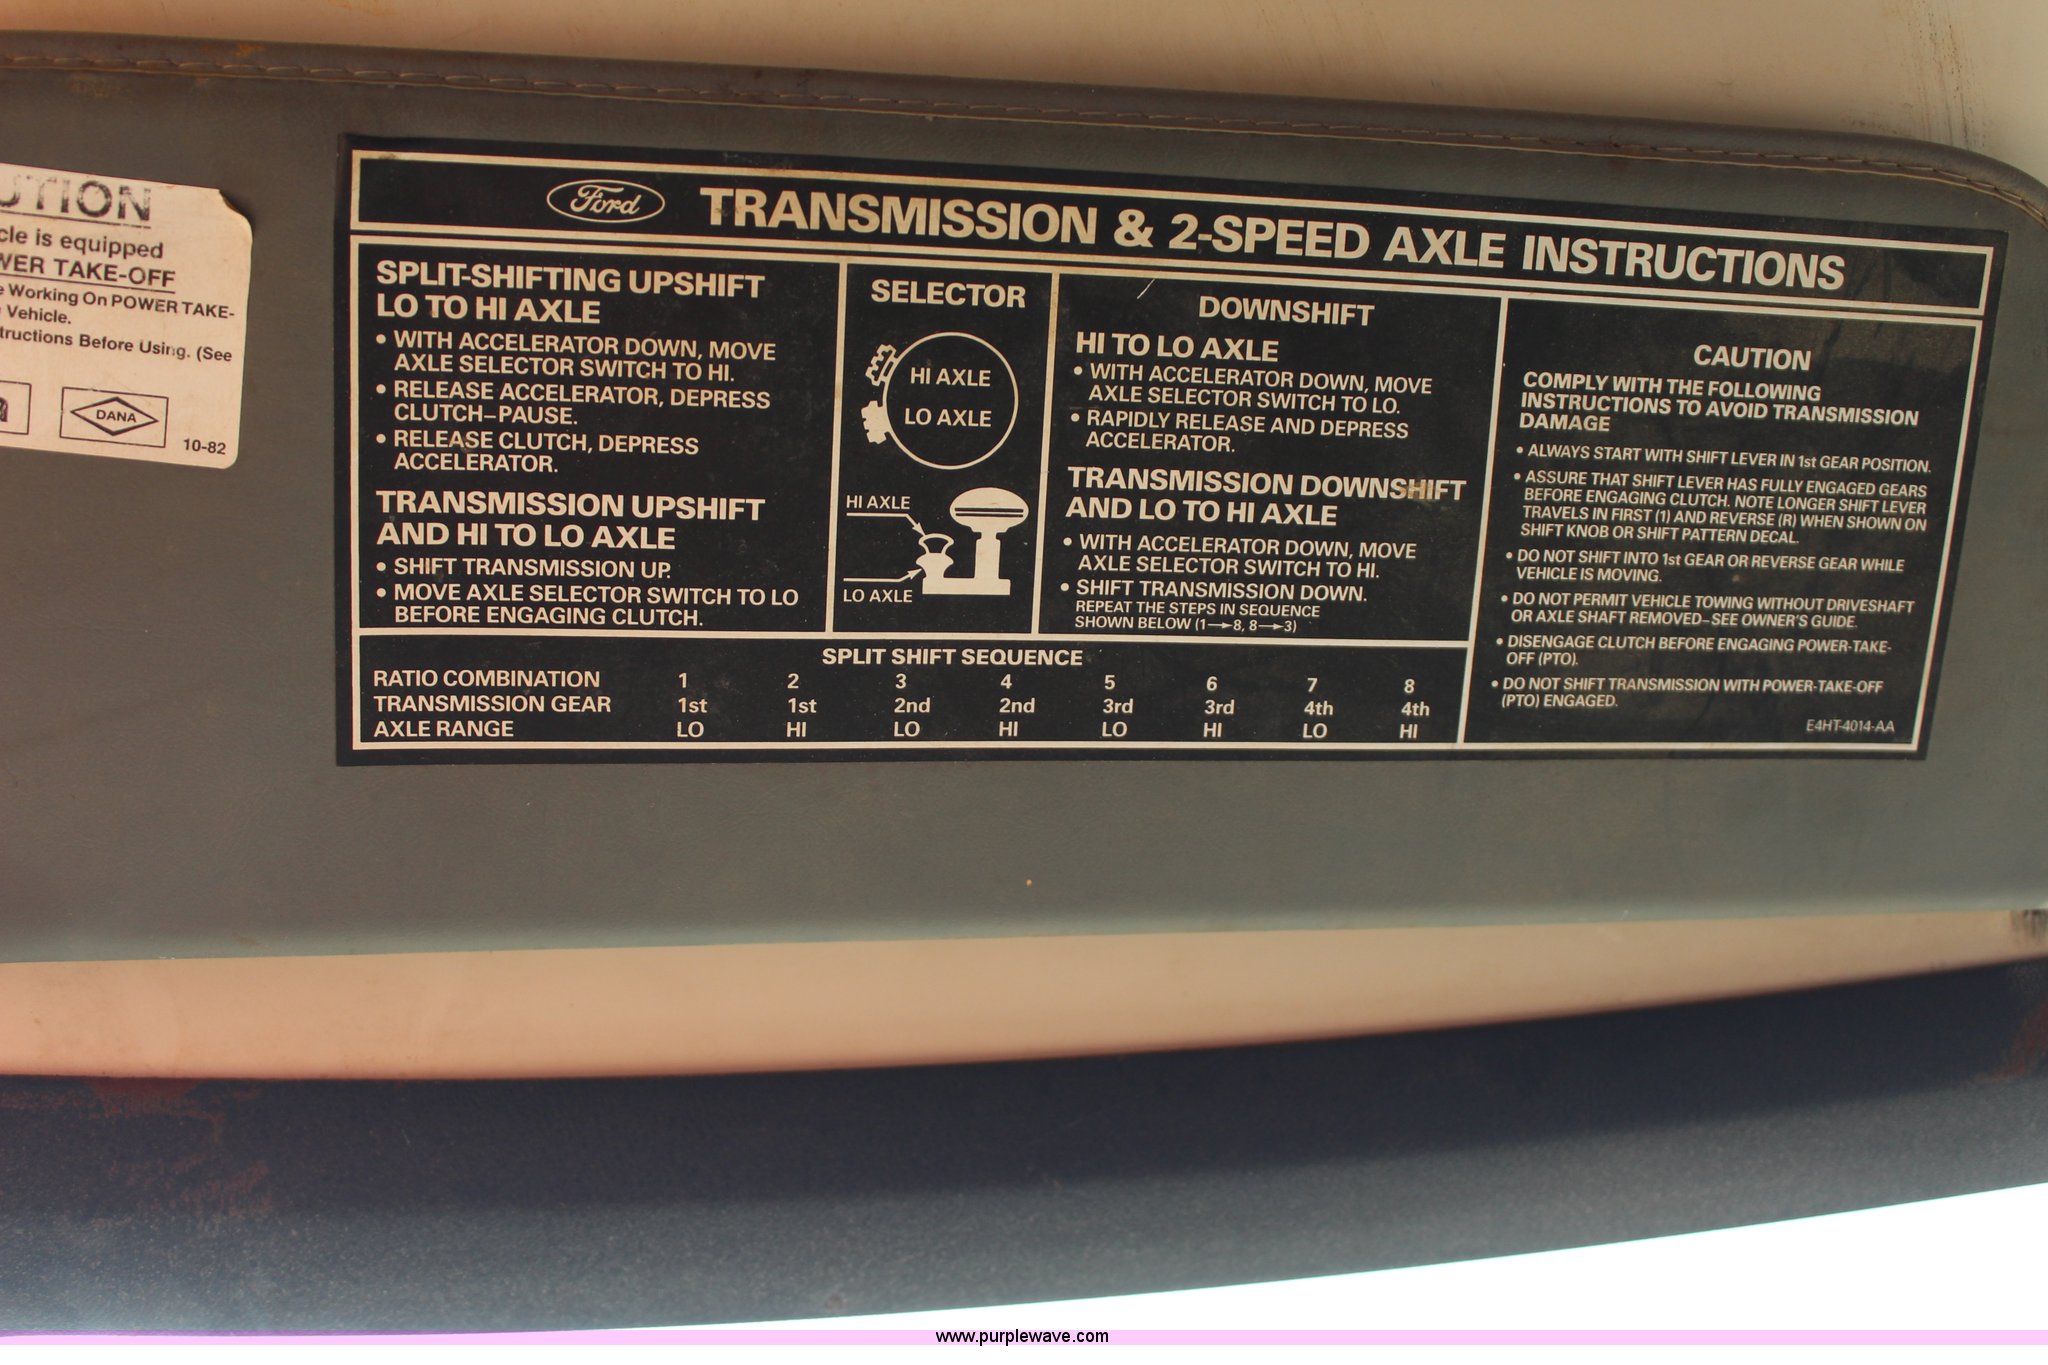 UTION
cle is equipped
WER TAKE-OFF
Working On POWER TAKE-
Vehicle.
tructions Before Using. (See
DANA
10-82
Ford TRANSMISSION & 2-SPEED AXLE INSTRUCTIONS
SPLIT-SHIFTING UPSHIFT
LO TO HI AXLE
• WITH ACCELERATOR DOWN, MOVE
AXLE SELECTOR SWITCH TO HI.
• RELEASE ACCELERATOR, DEPRESS
CLUTCH–PAUSE.
• RELEASE CLUTCH, DEPRESS
ACCELERATOR.
TRANSMISSION UPSHIFT
AND HI TO LO AXLE
• SHIFT TRANSMISSION UP.
• MOVE AXLE SELECTOR SWITCH TO LO
BEFORE ENGAGING CLUTCH.
SELECTOR
HI AXLE
LO AXLE
HI AXLE
LO AXLE
DOWNSHIFT
HI TO LO AXLE
• WITH ACCELERATOR DOWN, MOVE
AXLE SELECTOR SWITCH TO LO.
• RAPIDLY RELEASE AND DEPRESS
ACCELERATOR.
TRANSMISSION DOWNSHIFT
AND LO TO HI AXLE
• WITH ACCELERATOR DOWN, MOVE
AXLE SELECTOR SWITCH TO HI.
• SHIFT TRANSMISSION DOWN.
REPEAT THE STEPS IN SEQUENCE
SHOWN BELOW (1→8, 8→3)
CAUTION
COMPLY WITH THE FOLLOWING
INSTRUCTIONS TO AVOID TRANSMISSION
DAMAGE
• ALWAYS START WITH SHIFT LEVER IN 1st GEAR POSITION.
• ASSURE THAT SHIFT LEVER HAS FULLY ENGAGED GEARS
BEFORE ENGAGING CLUTCH. NOTE LONGER SHIFT LEVER
TRAVELS IN FIRST (1) AND REVERSE (R) WHEN SHOWN ON
SHIFT KNOB OR SHIFT PATTERN DECAL.
• DO NOT SHIFT INTO 1st GEAR OR REVERSE GEAR WHILE
VEHICLE IS MOVING.
• DO NOT PERMIT VEHICLE TOWING WITHOUT DRIVESHAFT
OR AXLE SHAFT REMOVED–SEE OWNER'S GUIDE.
• DISENGAGE CLUTCH BEFORE ENGAGING POWER-TAKE-
OFF (PTO).
• DO NOT SHIFT TRANSMISSION WITH POWER-TAKE-OFF
(PTO) ENGAGED.
E4HT-4014-AA
SPLIT SHIFT SEQUENCE
RATIO COMBINATION 1 2 3 4 5 6 7 8
TRANSMISSION GEAR 1st 1st 2nd 2nd 3rd 3rd 4th 4th
AXLE RANGE LO HI LO HI LO HI LO HI
www.purplewave.com